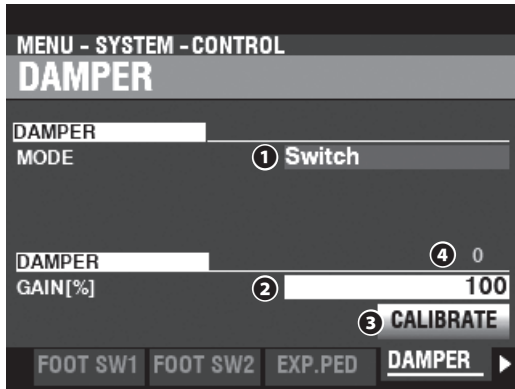 MENU - SYSTEM - CONTROL
DAMPER
DAMPER
MODE 1 Switch
4 0
DAMPER
GAIN[%] 2 100
3 CALIBRATE
FOOT SW1 FOOT SW2 EXP.PED DAMPER